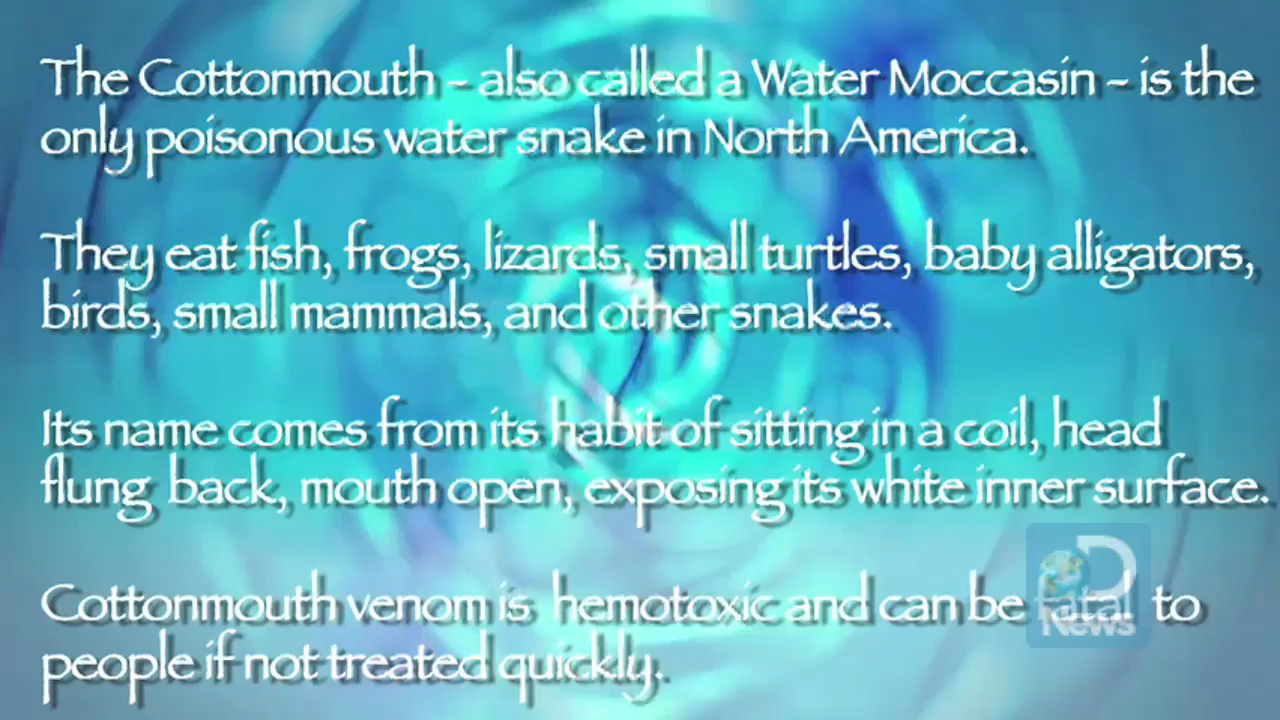 The Cottonmouth - also called a Water Moccasin - is the
only poisonous water snake in North America.
They eat fish, frogs, lizards, small turtles, baby alligators,
birds, small mammals, and other snakes.
Its name comes from its habit of sitting in a coil, head
flung back, mouth open, exposing its white inner surface.
Cottonmouth venom is hemotoxic and can be fatal to
people if not treated quickly.
D
News